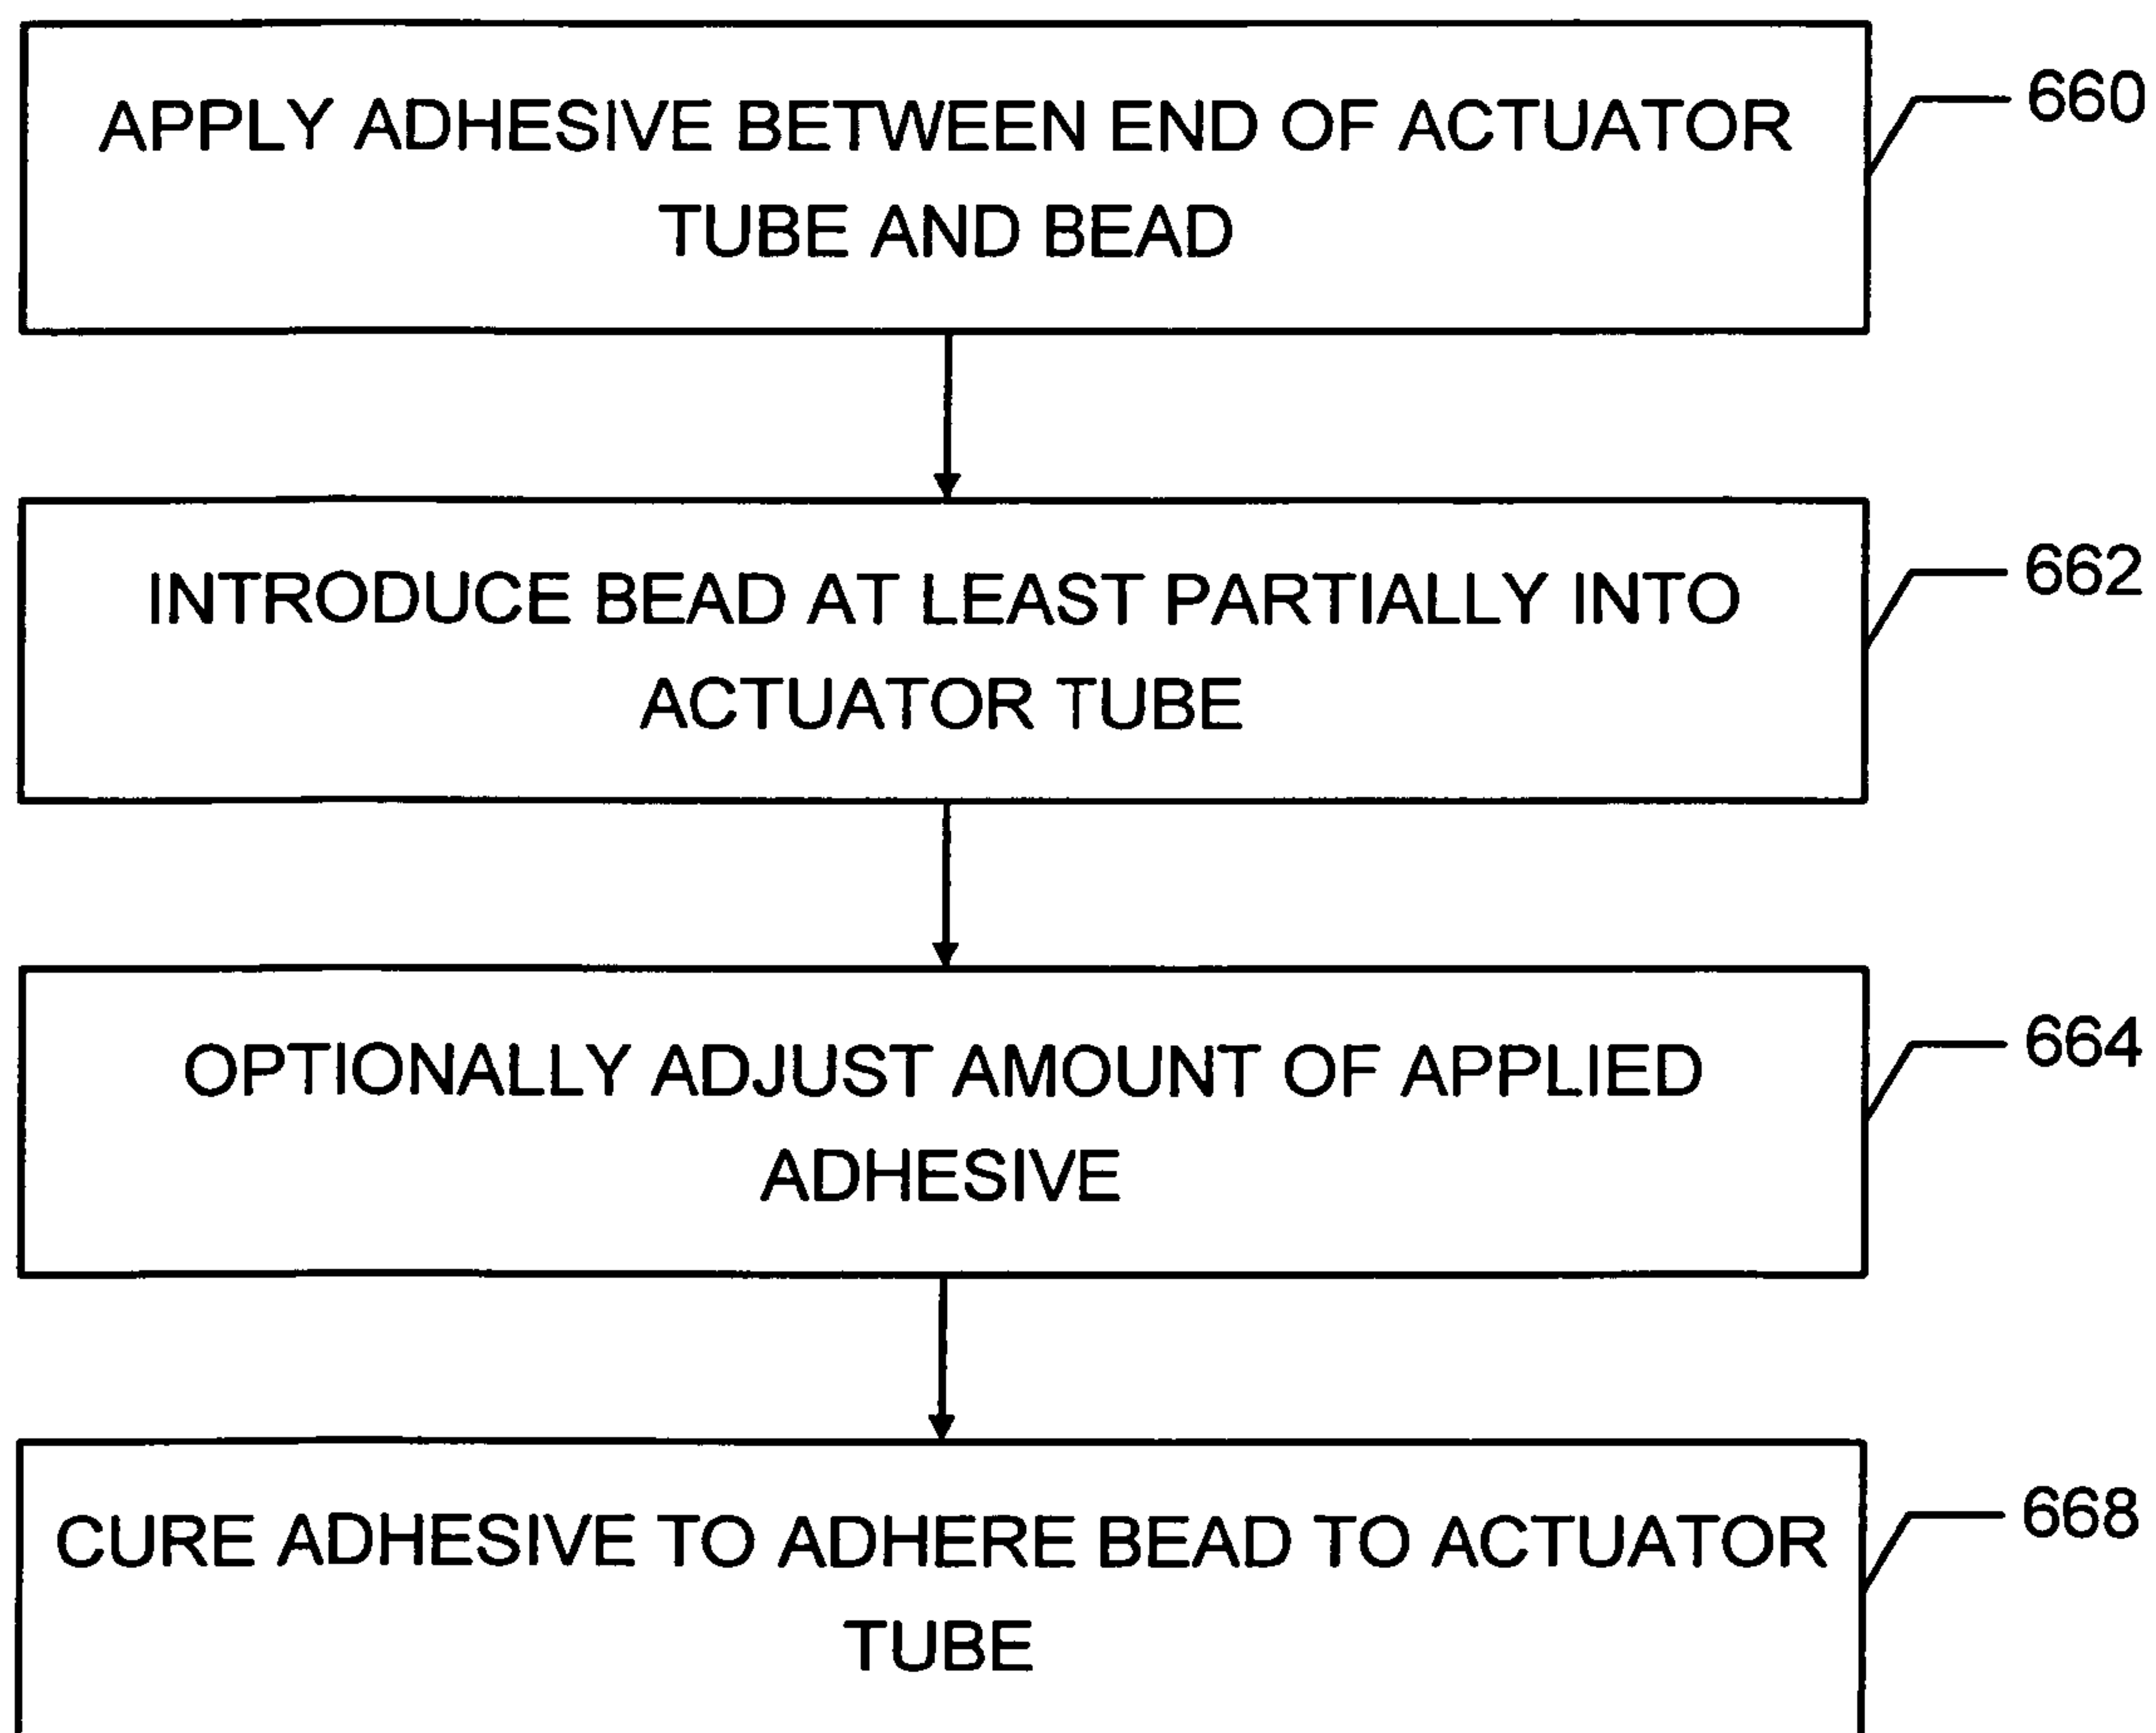 APPLY ADHESIVE BETWEEN END OF ACTUATOR
TUBE AND BEAD
660
INTRODUCE BEAD AT LEAST PARTIALLY INTO
ACTUATOR TUBE
662
OPTIONALLY ADJUST AMOUNT OF APPLIED
ADHESIVE
664
CURE ADHESIVE TO ADHERE BEAD TO ACTUATOR
TUBE
668